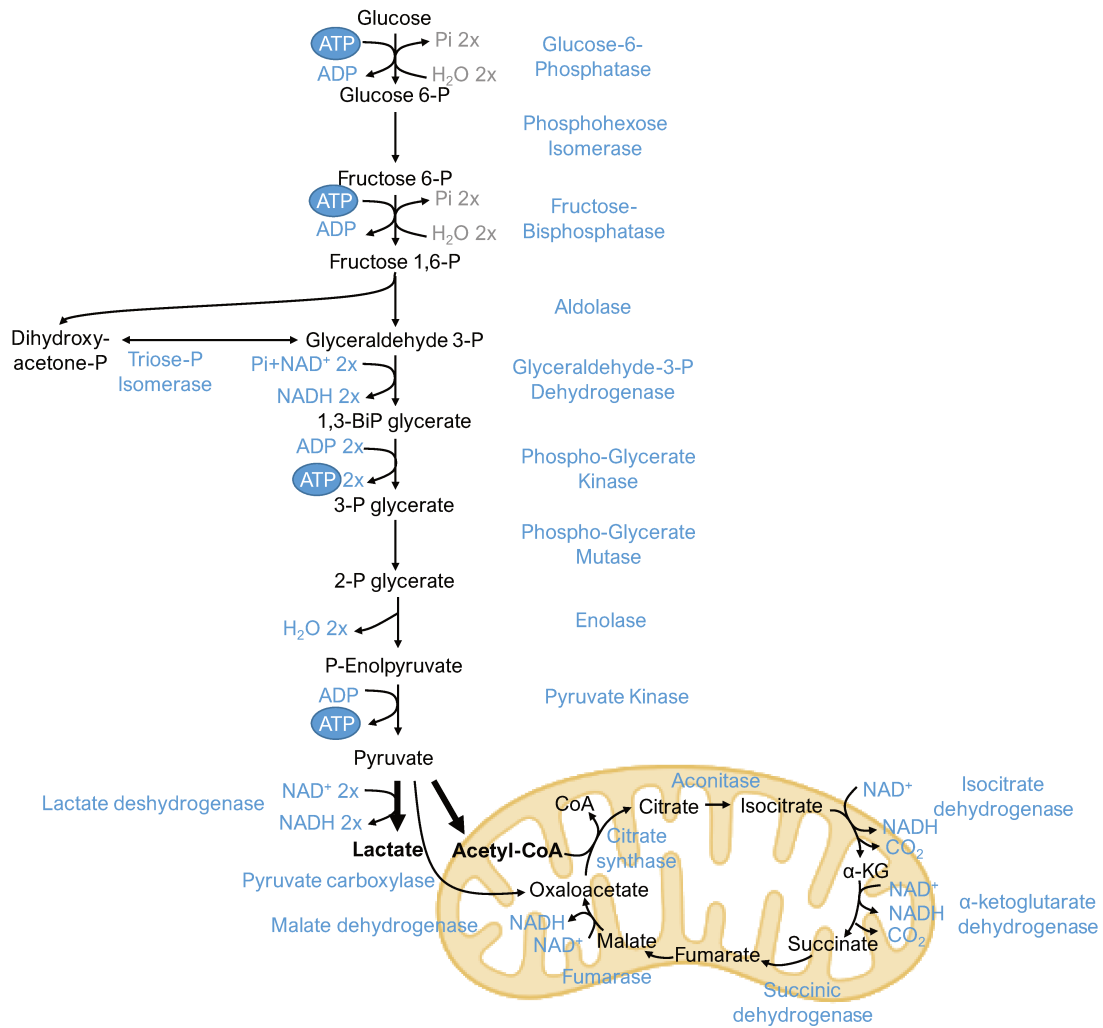 Glucose
ATP
Pi 2x
ADP
H₂O 2x
Glucose-6-
Phosphatase
Glucose 6-P
Phosphohexose
Isomerase
Fructose 6-P
ATP
Pi 2x
ADP
H₂O 2x
Fructose-
Bisphosphatase
Fructose 1,6-P
Aldolase
Dihydroxy-
acetone-P
Triose-P
Isomerase
Glyceraldehyde 3-P
Pi+NAD⁺ 2x
NADH 2x
Glyceraldehyde-3-P
Dehydrogenase
1,3-BiP glycerate
ADP 2x
ATP 2x
Phospho-Glycerate
Kinase
3-P glycerate
Phospho-Glycerate
Mutase
2-P glycerate
H₂O 2x
Enolase
P-Enolpyruvate
ADP
ATP
Pyruvate Kinase
Pyruvate
Lactate deshydrogenase
NAD⁺ 2x
NADH 2x
Lactate
Acetyl-CoA
CoA
Citrate
synthase
Citrate
Aconitase
Isocitrate
NAD⁺
NADH
CO₂
Isocitrate
dehydrogenase
α-KG
NAD⁺
NADH
CO₂
α-ketoglutarate
dehydrogenase
Pyruvate carboxylase
Oxaloacetate
Malate dehydrogenase
NADH
NAD⁺
Malate
Fumarase
Fumarate
Succinate
Succinic
dehydrogenase